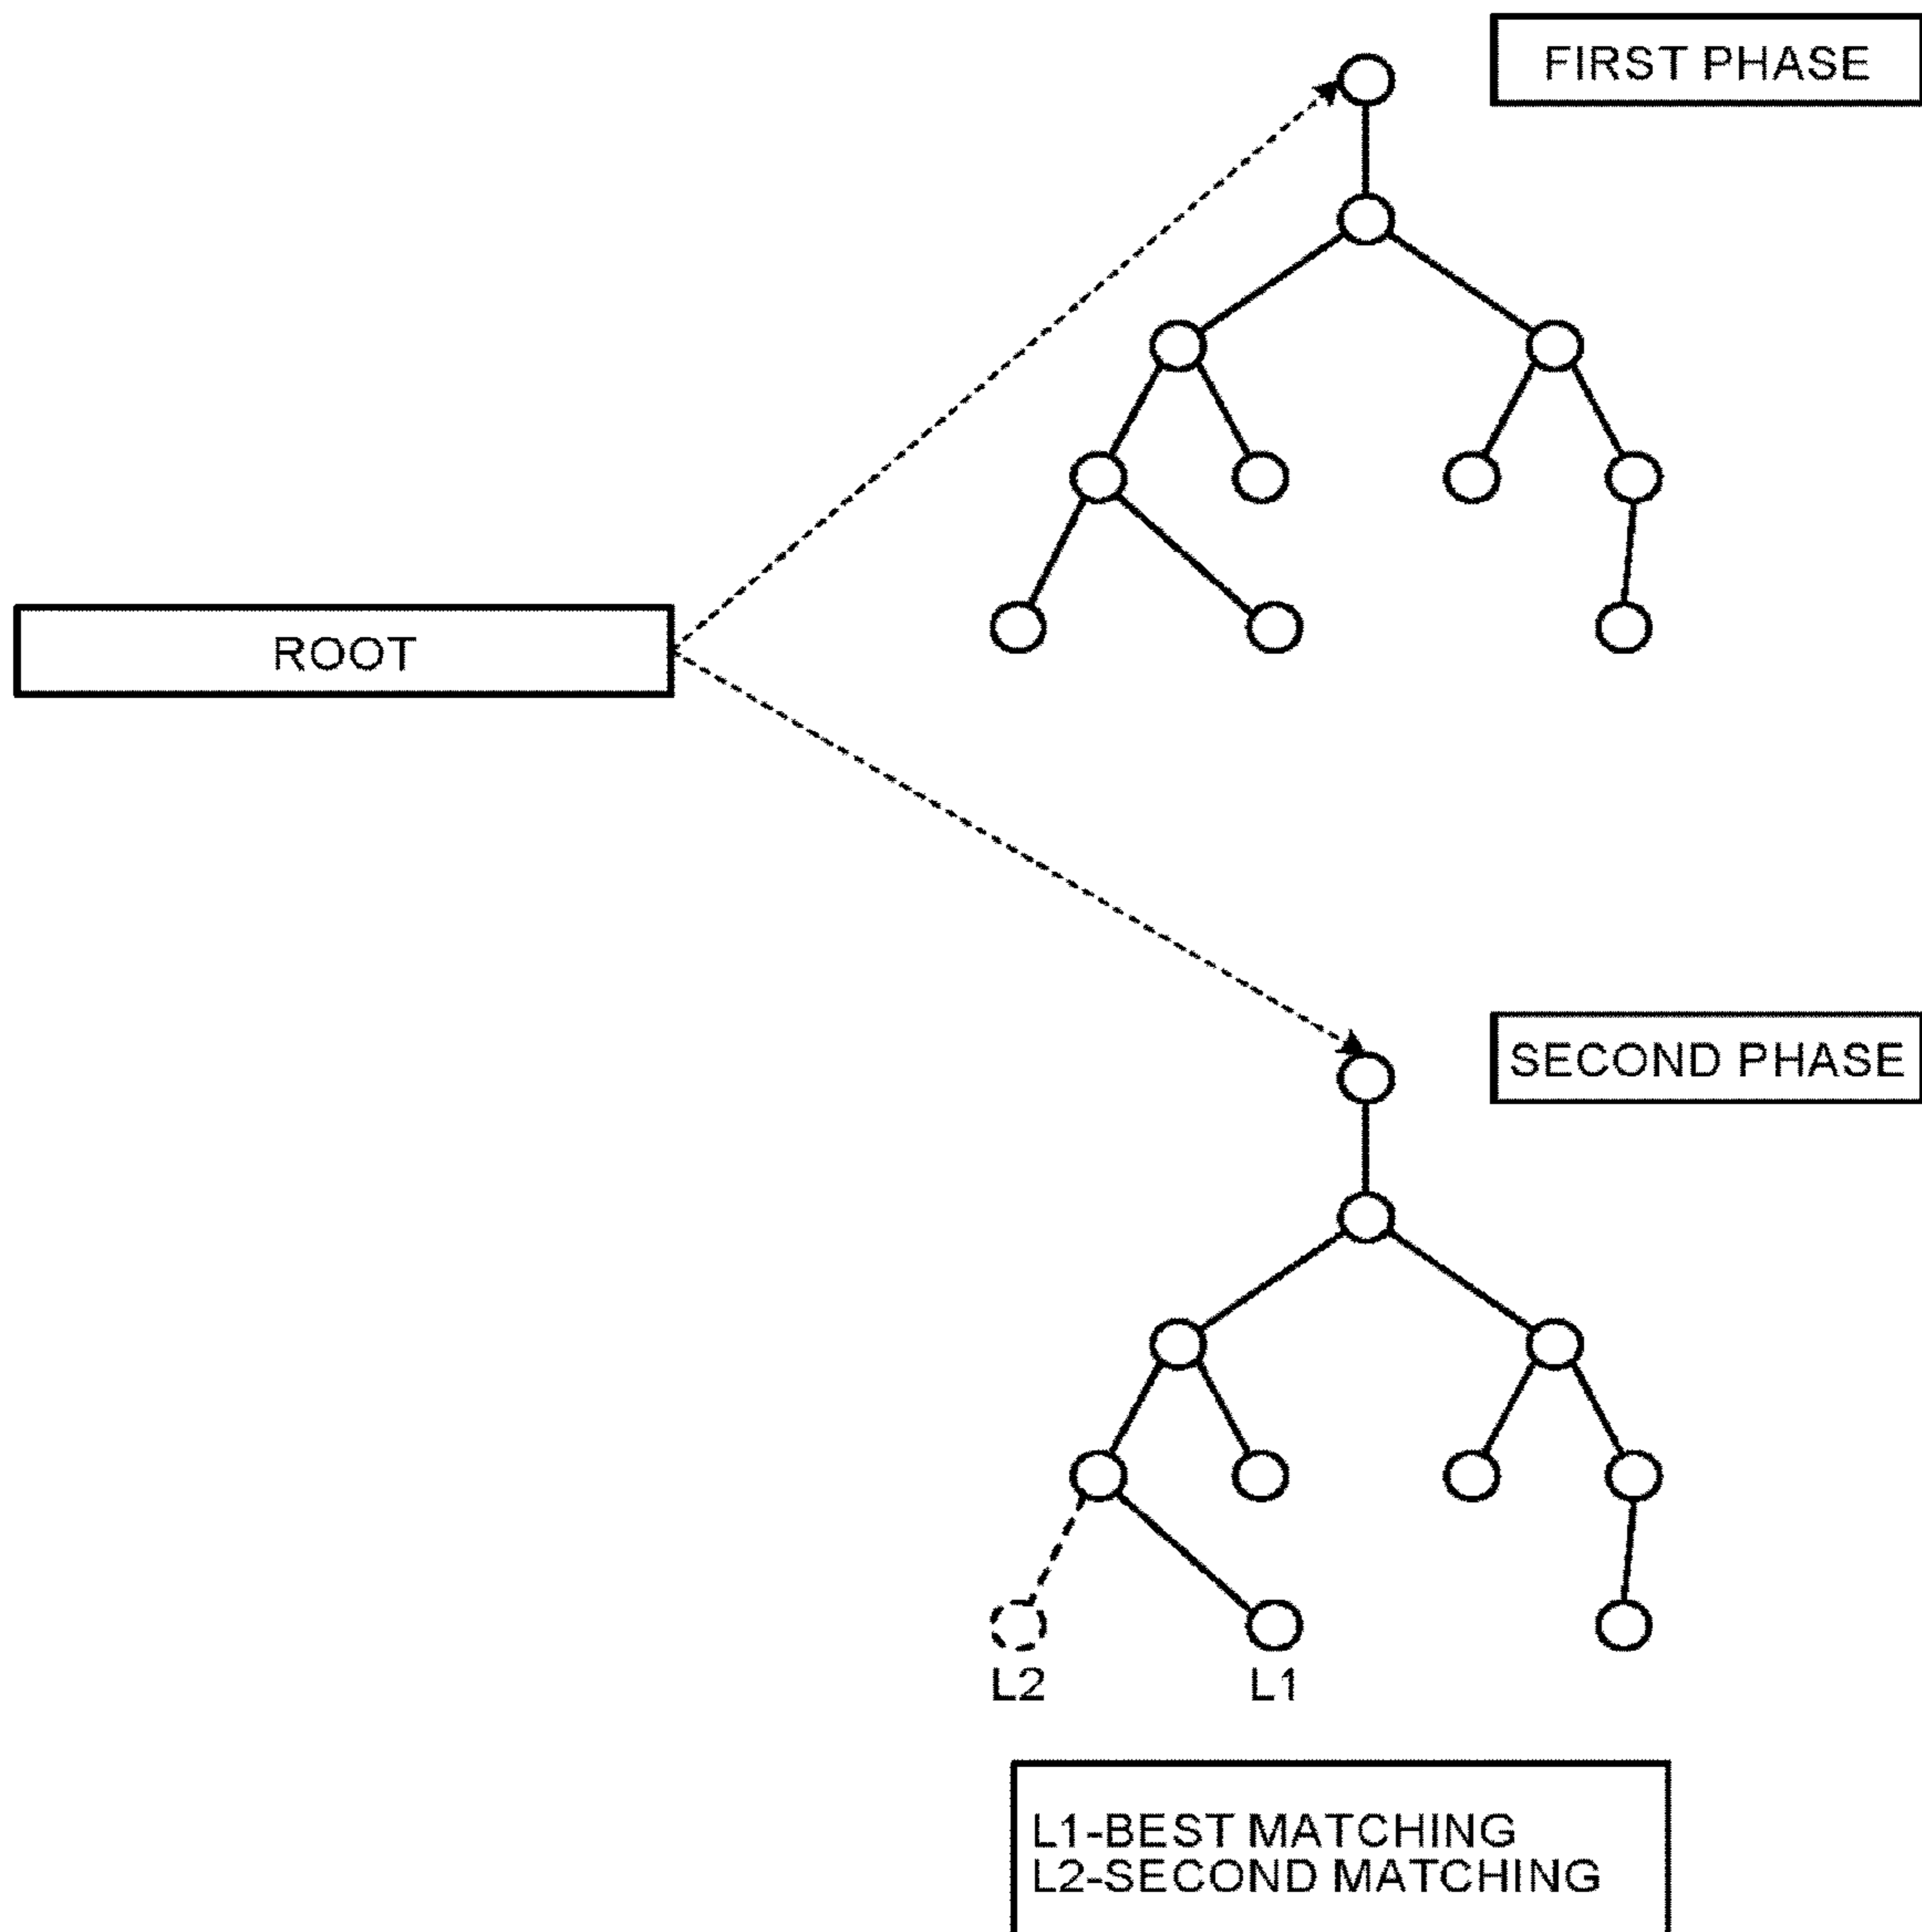 FIRST PHASE
ROOT
SECOND PHASE
L2
L1
L1-BEST MATCHING
L2-SECOND MATCHING